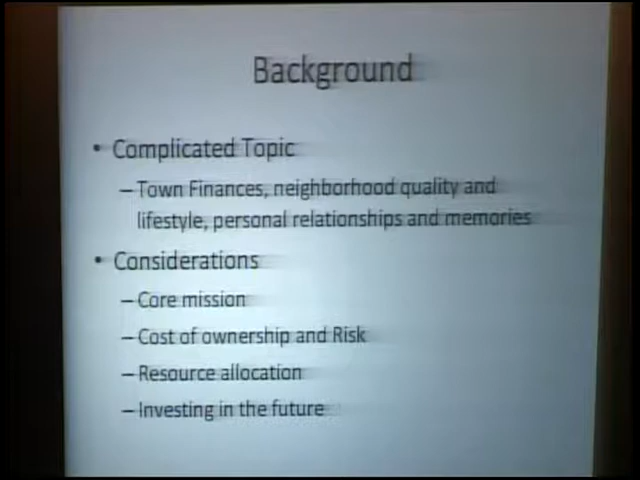 Background
• Complicated Topic
– Town Finances, neighborhood quality and
lifestyle, personal relationships and memories
• Considerations
– Core mission
– Cost of ownership and Risk
– Resource allocation
– Investing in the future